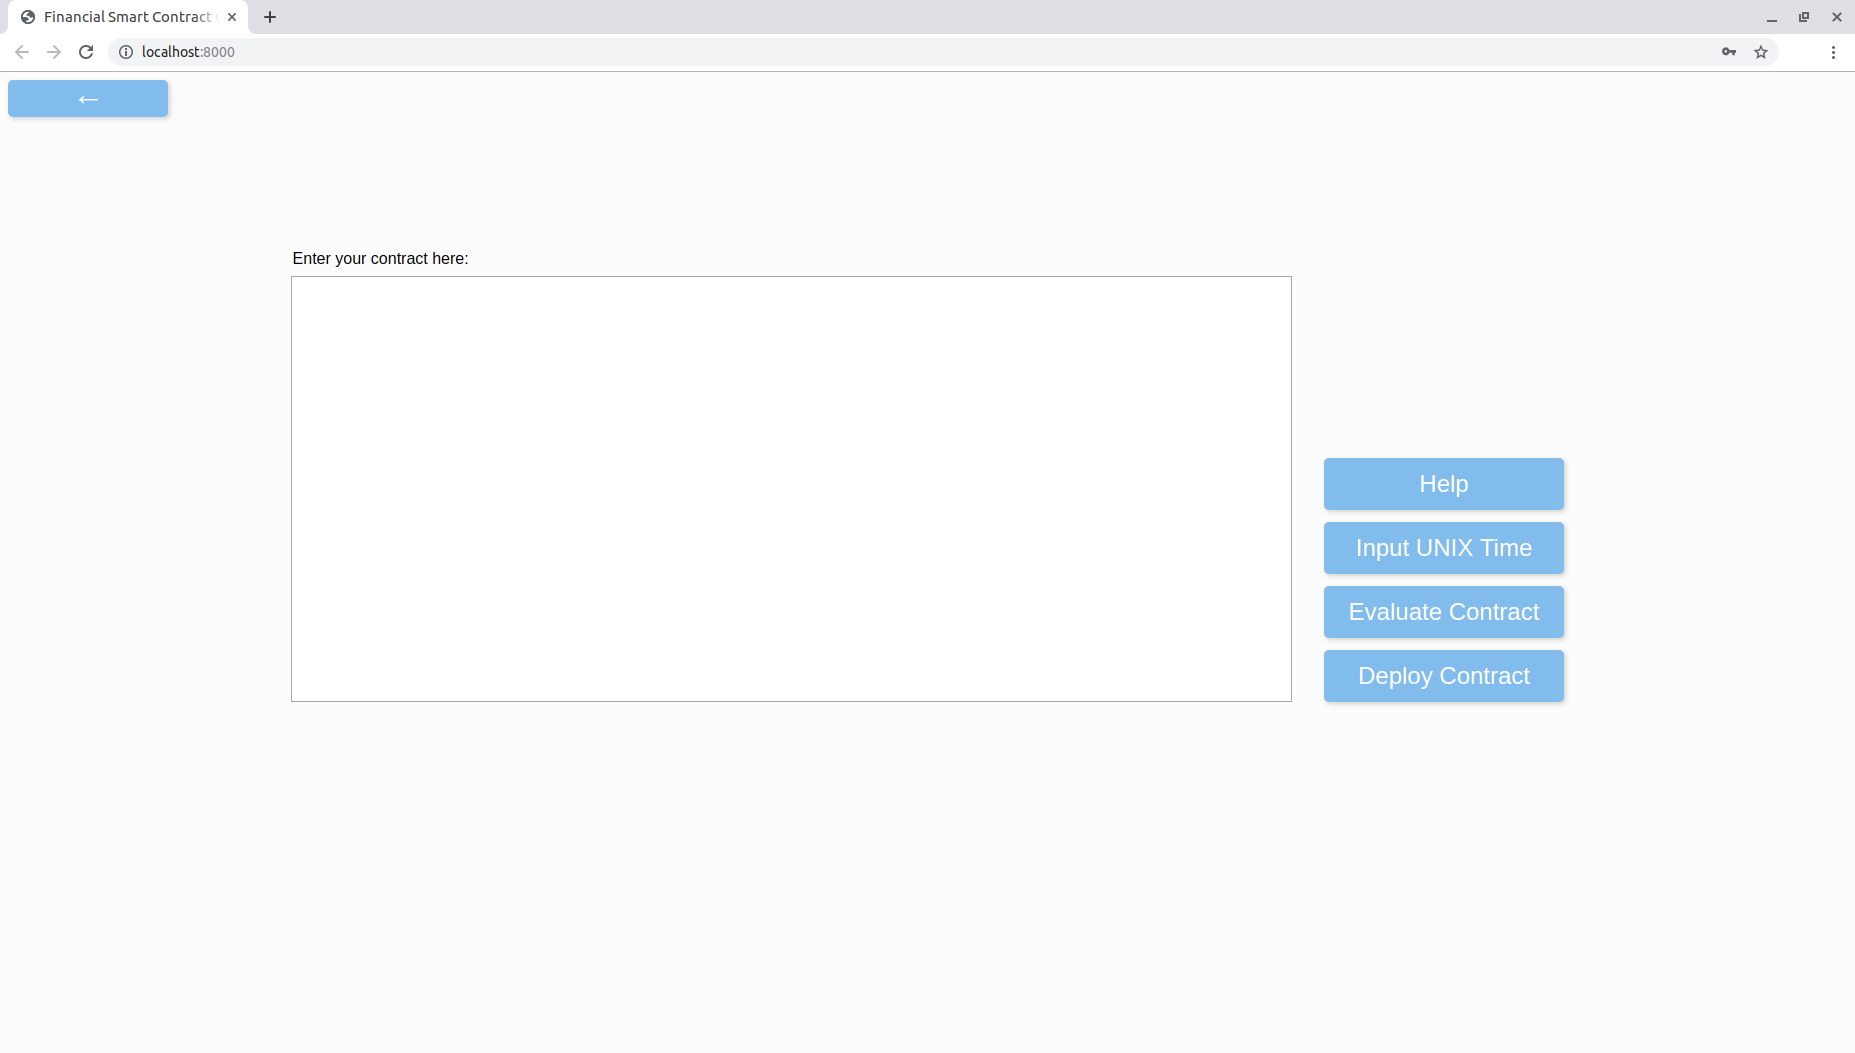 Financial Smart Contract
localhost:8000
←
Enter your contract here:
Help
Input UNIX Time
Evaluate Contract
Deploy Contract